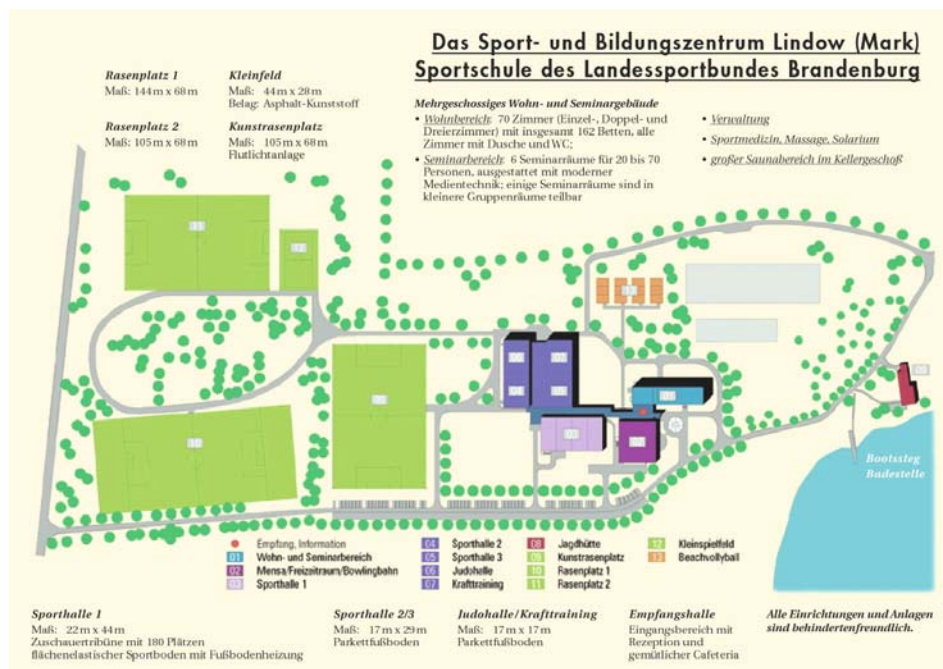 Das Sport- und Bildungszentrum Lindow (Mark)
Sportschule des Landessportbundes Brandenburg
Rasenplatz 1
Maß: 144 m x 68 m
Kleinfeld
Maß: 44 m x 28 m
Belag: Asphalt-Kunststoff
Rasenplatz 2
Maß: 105 m x 68 m
Kunstrasenplatz
Maß: 105 m x 68 m
Flutlichtanlage
Mehrgeschossiges Wohn- und Seminargebäude
• Wohnbereich: 70 Zimmer (Einzel-, Doppel- und
Dreierzimmer) mit insgesamt 162 Betten, alle
Zimmer mit Dusche und WC;
• Seminarbereich: 6 Seminarräume für 20 bis 70
Personen, ausgestattet mit moderner
Medientechnik; einige Seminarräume sind in
kleinere Gruppenräume teilbar
• Verwaltung
• Sportmedizin, Massage, Solarium
• großer Saunabereich im Kellergeschoß
Bootssteg
Badestelle
Empfang, Information
01 Wohn- und Seminarbereich
02 Mensa/Freizeitraum/Bowlingbahn
03 Sporthalle 1
04 Sporthalle 2
05 Sporthalle 3
06 Judohalle
07 Krafttraining
08 Jagdhütte
09 Kunstrasenplatz
10 Rasenplatz 1
11 Rasenplatz 2
12 Kleinspielfeld
13 Beachvollyball
Sporthalle 1
Maß: 22 m x 44 m
Zuschauertribüne mit 180 Plätzen
flächenelastischer Sportboden mit Fußbodenheizung
Sporthalle 2/3
Maß: 17 m x 29 m
Parkettfußboden
Judohalle/Krafttraining
Maß: 17 m x 17 m
Parkettfußboden
Empfangshalle
Eingangsbereich mit
Rezeption und
gemütlicher Cafeteria
Alle Einrichtungen und Anlagen
sind behindertenfreundlich.